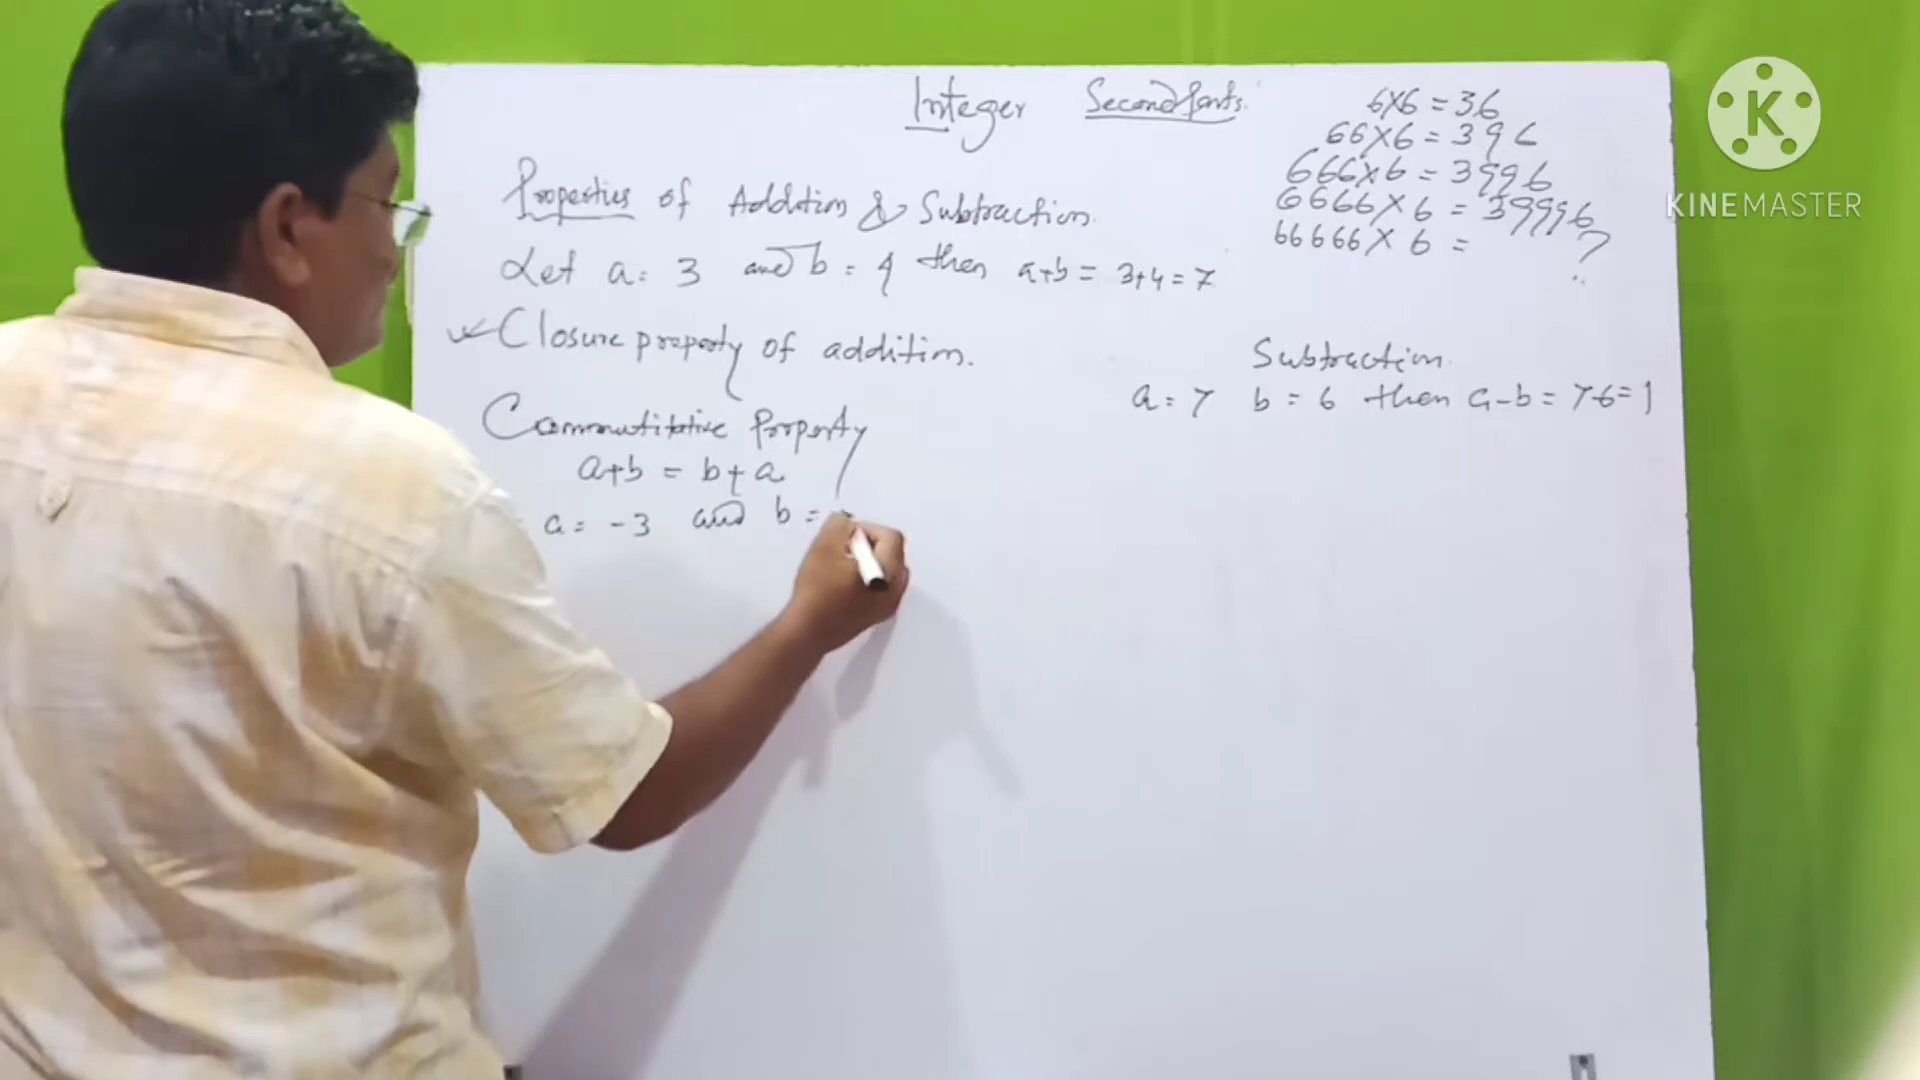 Integer Second Parts.
Properties of Addition & Subtraction.
Let a = 3 and b = 4 then a+b = 3+4 = 7
Closure property of addition.
Commutitative Property
a+b = b+a
a = -3 and b =
6X6 = 36
66X6 = 396
666X6 = 3996
6666X6 = 39996
66666X6 = ?
Subtraction.
a = 7 b = 6 then a-b = 7-6=1
K
KINEMASTER